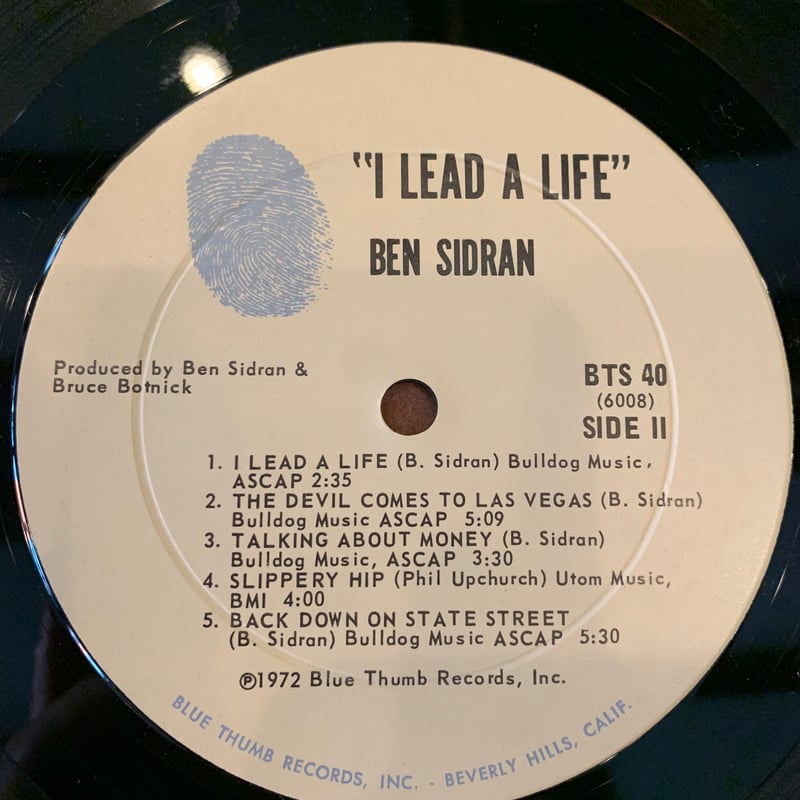 "I LEAD A LIFE"
BEN SIDRAN
Produced by Ben Sidran &
Bruce Botnick
BTS 40
(6008)
SIDE II
1. I LEAD A LIFE (B. Sidran) Bulldog Music,
ASCAP 2:35
2. THE DEVIL COMES TO LAS VEGAS (B. Sidran)
Bulldog Music ASCAP 5:09
3. TALKING ABOUT MONEY (B. Sidran)
Bulldog Music, ASCAP 3:30
4. SLIPPERY HIP (Phil Upchurch) Utom Music,
BMI 4:00
5. BACK DOWN ON STATE STREET
(B. Sidran) Bulldog Music ASCAP 5:30
℗1972 Blue Thumb Records, Inc.
BLUE THUMB RECORDS, INC. - BEVERLY HILLS, CALIF.